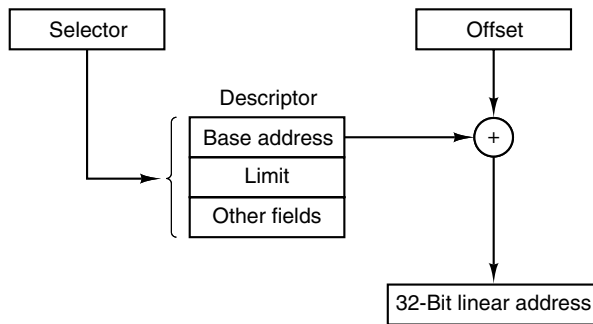 Selector
Offset
Descriptor
Base address
+
Limit
Other fields
32-Bit linear address